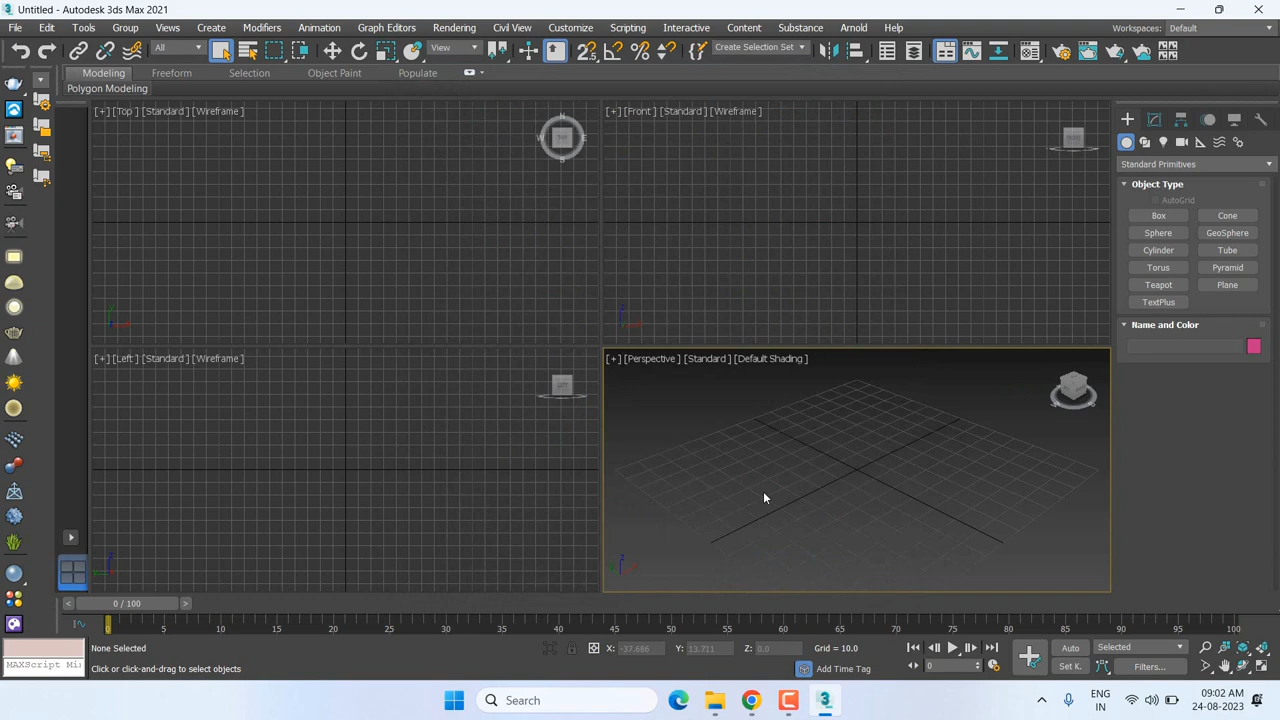 Untitled - Autodesk 3ds Max 2021
File Edit Tools Group Views Create Modifiers Animation Graph Editors Rendering Civil View Customize Scripting Interactive Content Substance Arnold Help Workspaces: Default
All View Create Selection Set
Modeling Freeform Selection Object Paint Populate
Polygon Modeling
[+] [Top] [Standard] [Wireframe] [+] [Front] [Standard] [Wireframe]
N
W TOP E FRONT
S
Standard Primitives
Object Type
AutoGrid
Box Cone
Sphere GeoSphere
Cylinder Tube
Torus Pyramid
Teapot Plane
TextPlus
Name and Color
[+] [Left] [Standard] [Wireframe] [+] [Perspective] [Standard] [Default Shading]
LEFT
< 0 / 100 >
0 5 10 15 20 25 30 35 40 45 50 55 60 65 70 75 80 85 90 95 100
None Selected X: -37.686 Y: 13.711 Z: 0.0 Grid = 10.0 Auto Selected
MAXScript Mi Click or click-and-drag to select objects Add Time Tag 0 Set K. Filters...
Search
ENG
IN
09:02 AM
24-08-2023